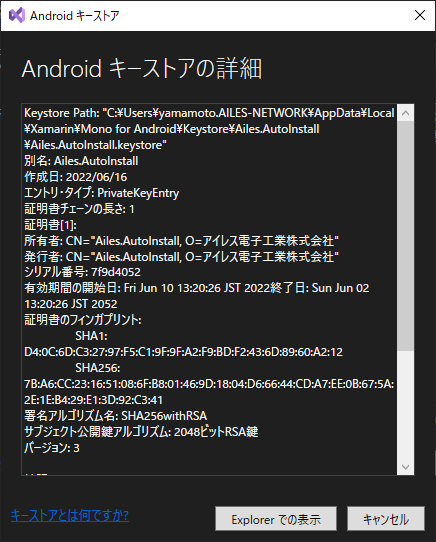 Android キーストア
Android キーストアの詳細
Keystore Path: "C:¥Users¥yamamoto.AILES-NETWORK¥AppData¥Local
¥Xamarin¥Mono for Android¥Keystore¥Ailes.AutoInstall
¥Ailes.AutoInstall.keystore"
別名: Ailes.AutoInstall
作成日: 2022/06/16
エントリ・タイプ: PrivateKeyEntry
証明書チェーンの長さ: 1
証明書[1]:
所有者: CN="Ailes.AutoInstall, O=アイレス電子工業株式会社"
発行者: CN="Ailes.AutoInstall, O=アイレス電子工業株式会社"
シリアル番号: 7f9d4052
有効期間の開始日: Fri Jun 10 13:20:26 JST 2022終了日: Sun Jun 02
13:20:26 JST 2052
証明書のフィンガプリント:
SHA1:
D4:0C:6D:C3:27:97:F5:C1:9F:9F:A2:F9:BD:F2:43:6D:89:60:A2:12
SHA256:
7B:A6:CC:23:16:51:08:6F:B8:01:46:9D:18:04:D6:66:44:CD:A7:EE:0B:67:5A:
2E:1E:B4:29:E1:3D:92:C3:41
署名アルゴリズム名: SHA256withRSA
サブジェクト公開鍵アルゴリズム: 2048ビットRSA鍵
バージョン: 3
キーストアとは何ですか?
Explorer での表示
キャンセル